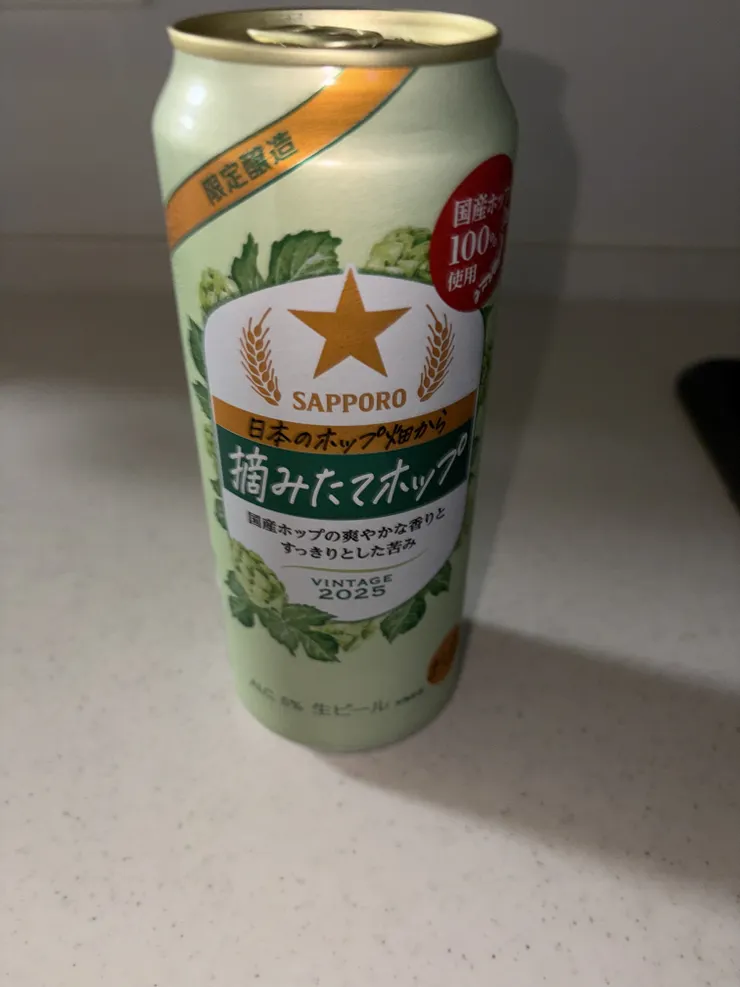 限定醸造
国産ホッ
100%
使用
SAPPORO
日本のホップ畑から
摘みたてホップ
国産ホップの爽やかな香りと
すっきりとした苦み
VINTAGE
2025
ALC. 5% 生ビール